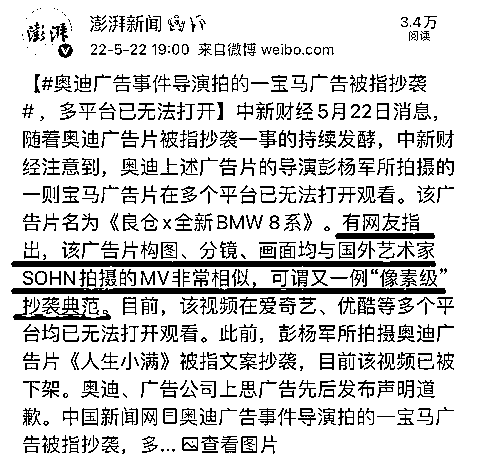 澎湃
澎湃新闻
3.4万
阅读
22-5-22 19:00 来自微博 weibo.com
【#奥迪广告事件导演拍的一宝马广告被指抄袭
#，多平台已无法打开】中新财经5月22日消息，
随着奥迪广告片被指抄袭一事的持续发酵，中新财
经注意到，奥迪上述广告片的导演彭杨军所拍摄的
一则宝马广告片在多个平台已无法打开观看。该广
告片名为《良仓x全新BMW 8系》。有网友指
出，该广告片构图、分镜、画面均与国外艺术家
SOHN拍摄的MV非常相似，可谓又一例“像素级”
抄袭典范。目前，该视频在爱奇艺、优酷等多个平
台均已无法打开观看。此前，彭杨军所拍摄奥迪广
告片《人生小满》被指文案抄袭，目前该视频已被
下架。奥迪、广告公司上思广告先后发布声明道
歉。中国新闻网奥迪广告事件导演拍的一宝马广
告被指抄袭，多... 查看图片